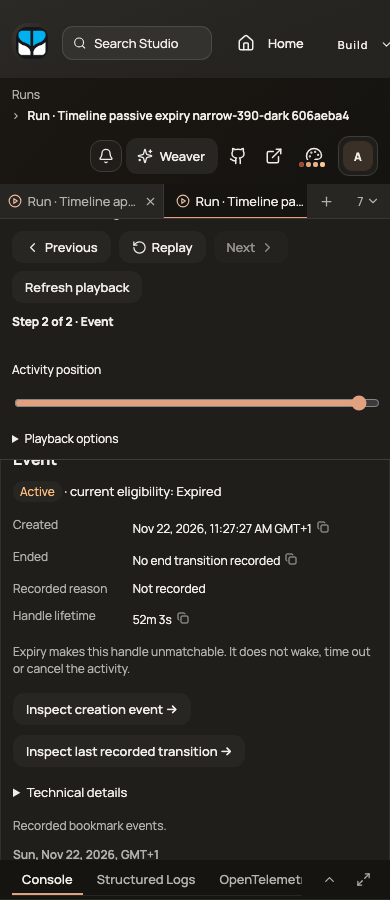 Search Studio
Home
Build
Runs
› Run · Timeline passive expiry narrow-390-dark 606aeba4
Weaver
A
Run · Timeline ap...
Run · Timeline pa...
7
Previous
Replay
Next
Refresh playback
Step 2 of 2 · Event
Activity position
Playback options
Event
Active · current eligibility: Expired
Created Nov 22, 2026, 11:27:27 AM GMT+1
Ended No end transition recorded
Recorded reason Not recorded
Handle lifetime 52m 3s
Expiry makes this handle unmatchable. It does not wake, time out
or cancel the activity.
Inspect creation event →
Inspect last recorded transition →
Technical details
Recorded bookmark events.
Sun, Nov 22, 2026, GMT+1
Console
Structured Logs
OpenTelemet